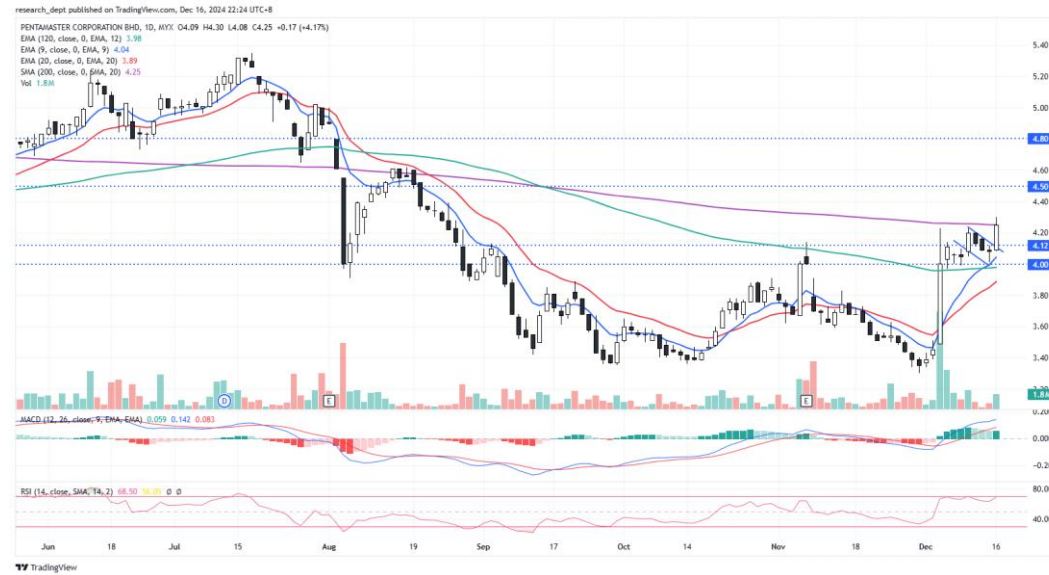 research_dept published on TradingView.com, Dec 16, 2024 22:24 UTC+8
PENTAMASTER CORPORATION BHD, 1D, MYX O4.09 H4.30 L4.08 C4.25 +0.17 (+4.17%)
EMA (120, close, 0, EMA, 12) 3.98
EMA (9, close, 0, EMA, 9) 4.04
EMA (20, close, 0, EMA, 20) 3.89
SMA (200, close, 0, SMA, 20) 4.25
Vol 1.8M
5.40
5.20
5.00
4.80
4.60
4.50
4.40
4.20
4.12
4.00
3.80
3.60
3.40
3.20
1.8M
D
E
E
MACD (12, 26, close, 9, EMA, EMA) 0.059 0.142 0.083
0.20
0.00
-0.2
RSI (14, close, SMA, 14, 2) 68.50 Ø Ø
80.0
40.0
Jun 18 Jul 15 Aug 19 Sep 17 Oct 14 Nov 18 Dec 16
TradingView